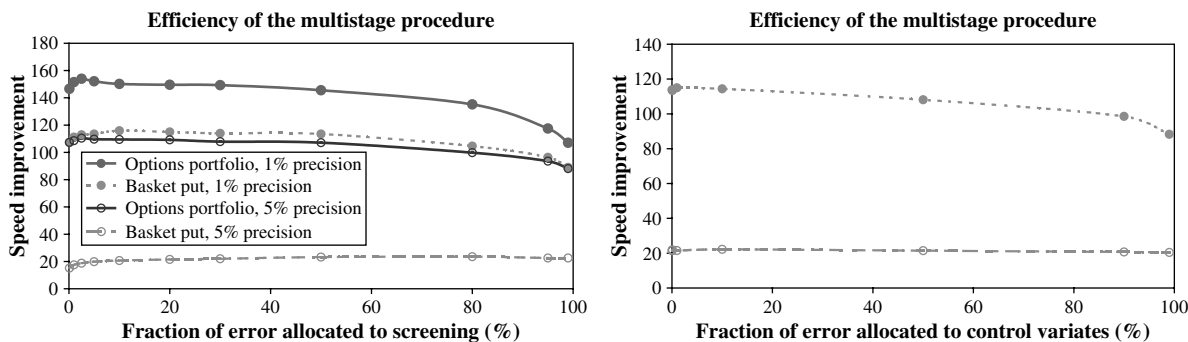 Efficiency of the multistage procedure
180
160
140
120
100
80
60
40
20
0
Speed improvement
Options portfolio, 1% precision
Basket put, 1% precision
Options portfolio, 5% precision
Basket put, 5% precision
0 20 40 60 80 100
Fraction of error allocated to screening (%)
Efficiency of the multistage procedure
140
120
100
80
60
40
20
0
Speed improvement
0 20 40 60 80 100
Fraction of error allocated to control variates (%)